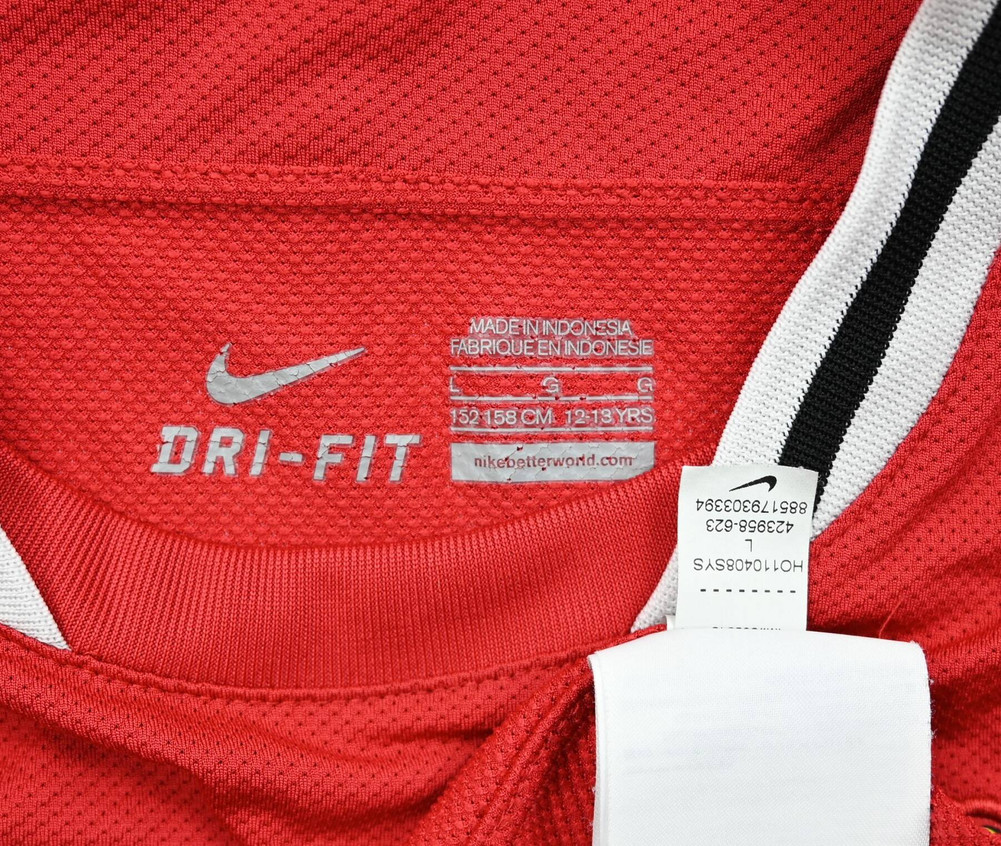 MADE IN INDONESIA
FABRIQUE EN INDONESIE
L G G
152-158 CM 12-13 YRS
nikebetterworld.com
DRI-FIT
885179303394
423958-623
L
HO110408SYS